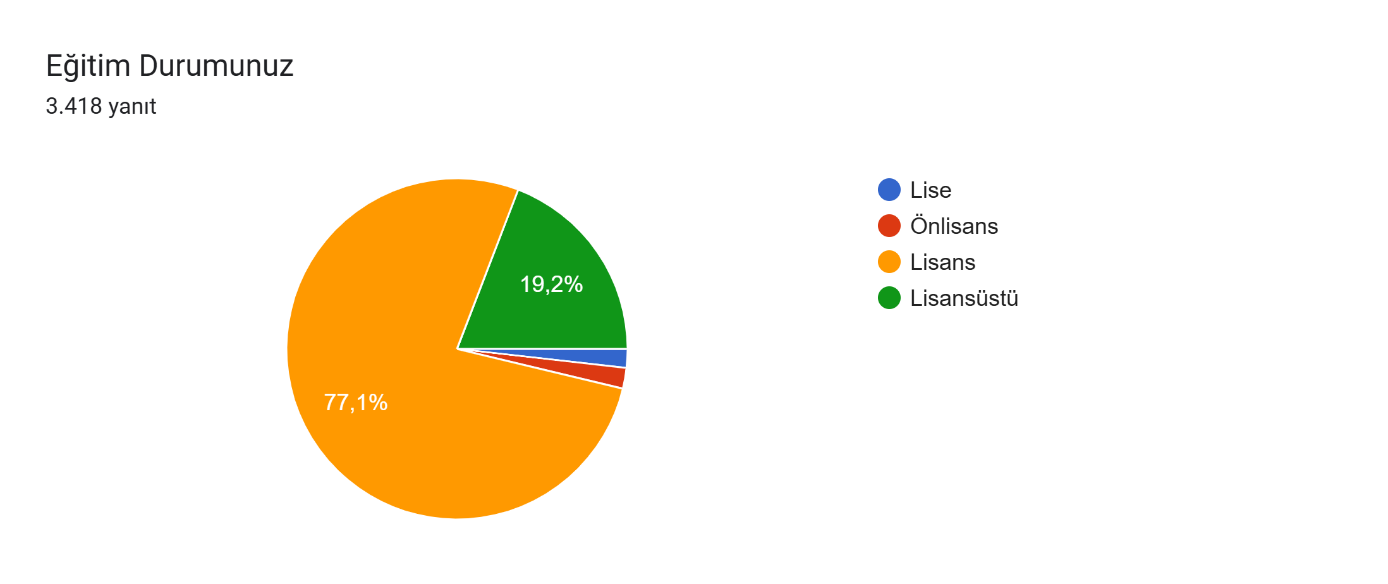 Eğitim Durumunuz
3.418 yanıt
Lise
Önlisans
Lisans
Lisansüstü
19,2%
77,1%